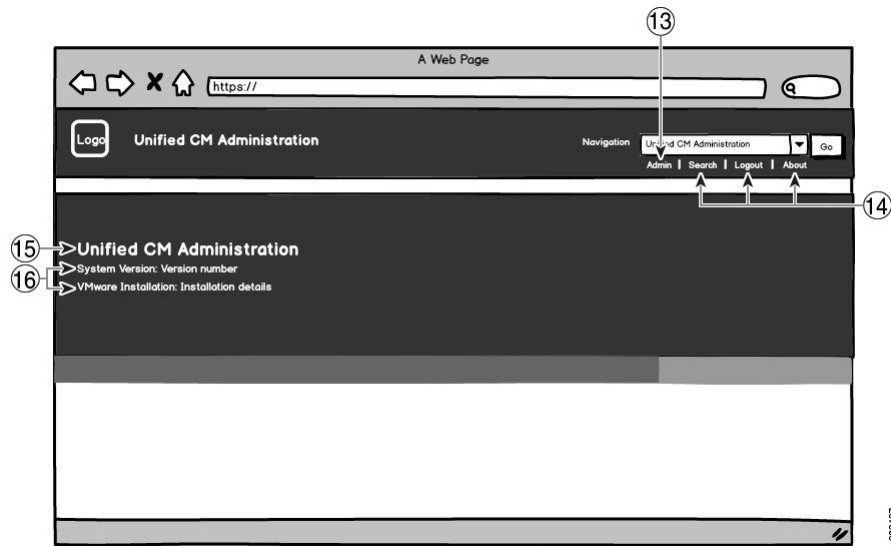 13
A Web Page
https://
Logo
Unified CM Administration
Navigation
Unified CM Administration
Go
Admin | Search | Logout | About
14
15
Unified CM Administration
16
System Version: Version number
VMware Installation: Installation details